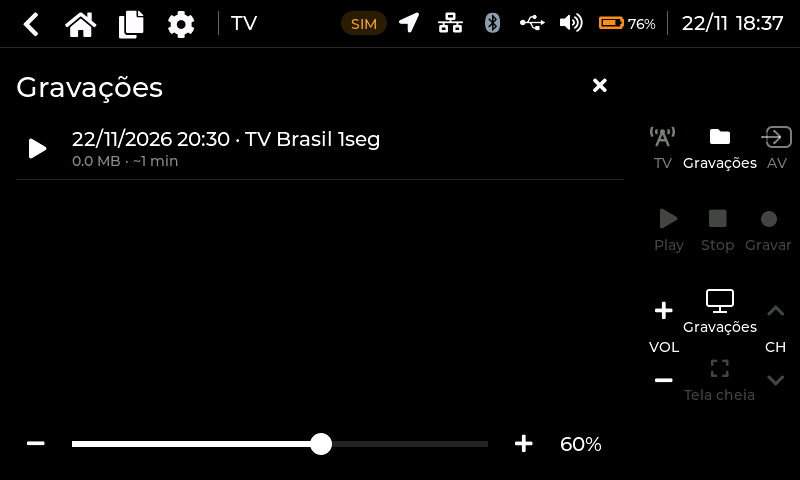 TV
SIM
76%
22/11 18:37
Gravações
22/11/2026 20:30 · TV Brasil 1seg
0.0 MB · ~1 min
TV
Gravações
AV
Play
Stop
Gravar
Gravações
VOL
CH
Tela cheia
60%